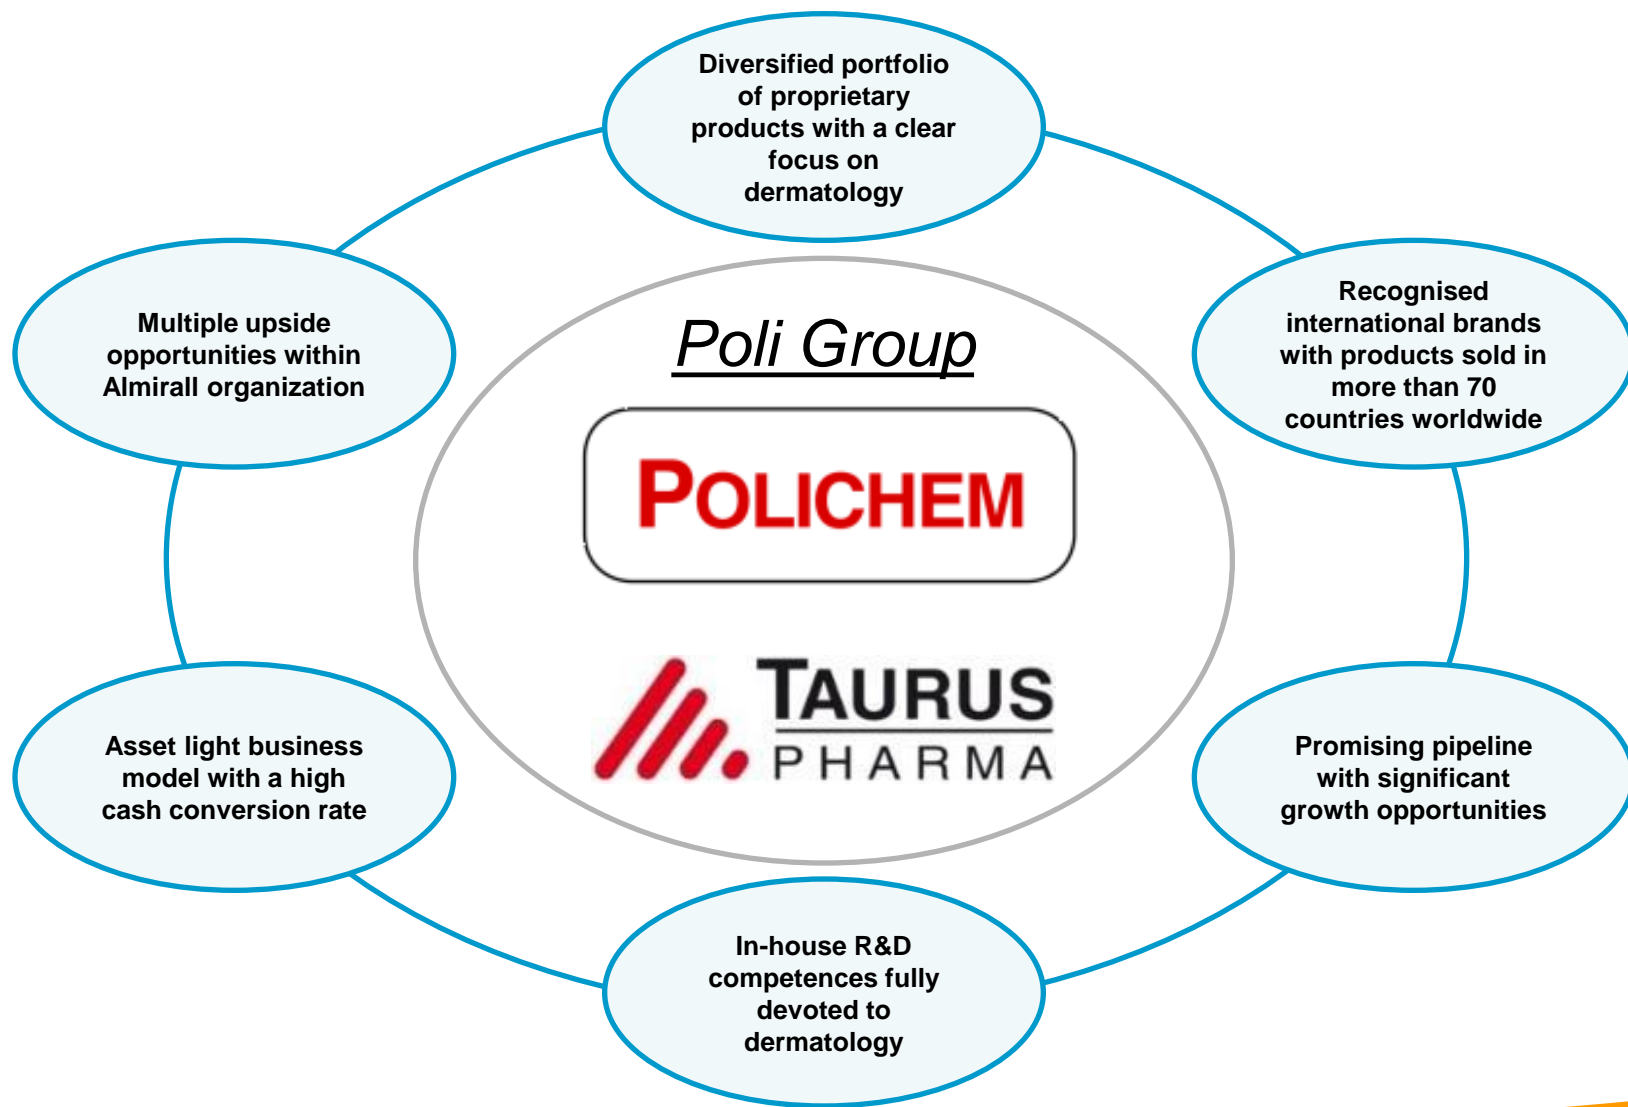 Diversified portfolio
of proprietary
products with a clear
focus on
dermatology
Multiple upside
opportunities within
Almirall organization
Recognised
international brands
with products sold in
more than 70
countries worldwide
Poli Group
POLICHEM
TAURUS
PHARMA
Asset light business
model with a high
cash conversion rate
Promising pipeline
with significant
growth opportunities
In-house R&D
competences fully
devoted to
dermatology